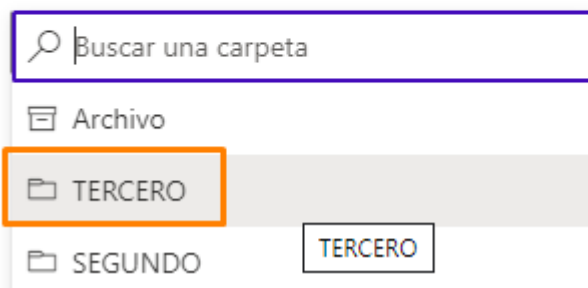 Buscar una carpeta
Archivo
TERCERO
TERCERO
SEGUNDO